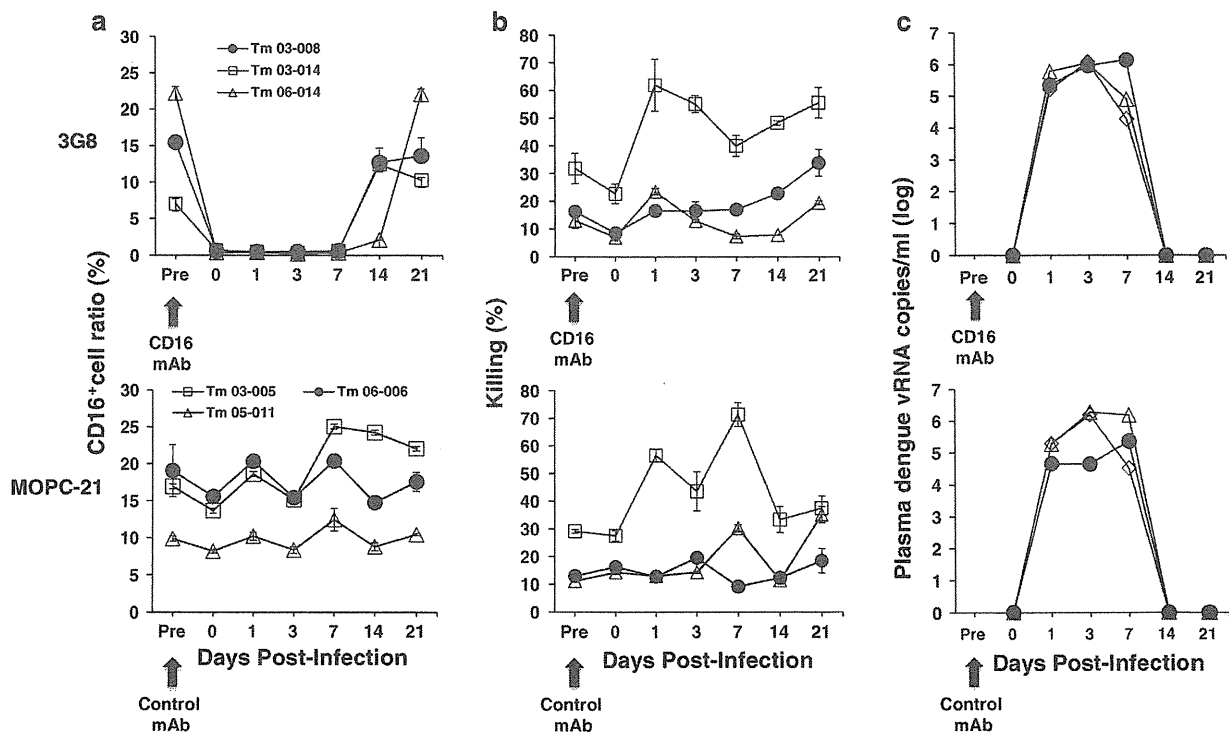 a
b
c
3G8
CD16+cell ratio (%)
30
25
20
15
10
5
0
Tm 03-008
Tm 03-014
Tm 06-014
Pre 0 1 3 7 14 21
CD16
mAb
Killing (%)
80
70
60
50
40
30
20
10
0
Pre 0 1 3 7 14 21
CD16
mAb
Plasma dengue vRNA copies/ml (log)
7
6
5
4
3
2
1
0
Pre 0 1 3 7 14 21
CD16
mAb
MOPC-21
30
25
20
15
10
5
0
Tm 03-005
Tm 06-006
Tm 05-011
Pre 0 1 3 7 14 21
Days Post-Infection
Control
mAb
80
70
60
50
40
30
20
10
0
Pre 0 1 3 7 14 21
Days Post-Infection
Control
mAb
7
6
5
4
3
2
1
0
Pre 0 1 3 7 14 21
Days Post-Infection
Control
mAb